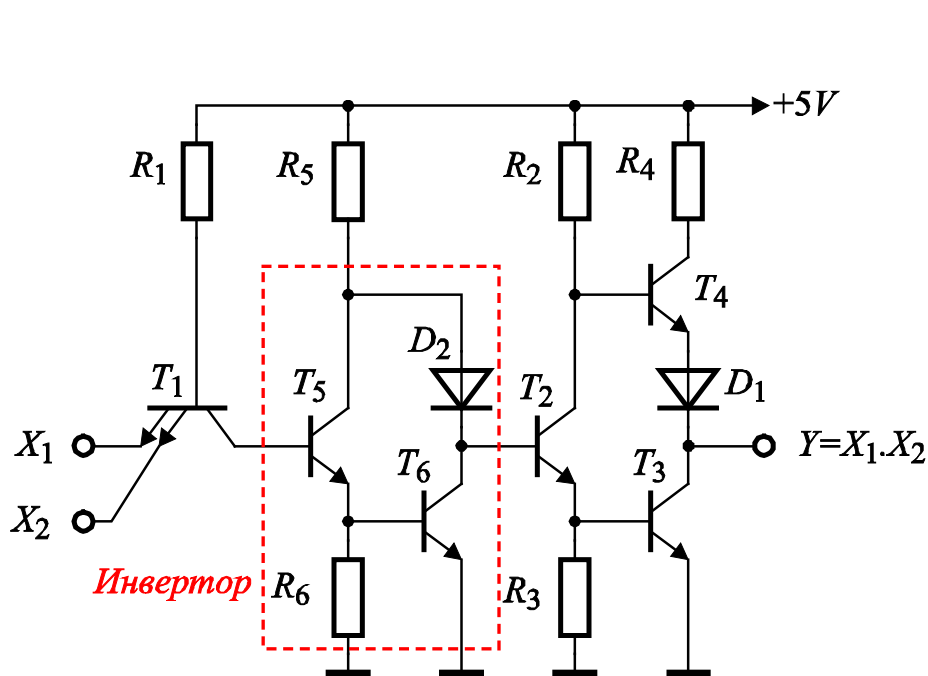 +5V
R1 R5 R2 R4
T4
D2 D1
T1 T5 T2
X1 T6 T3 Y=X1.X2
X2
Инвертор R6 R3